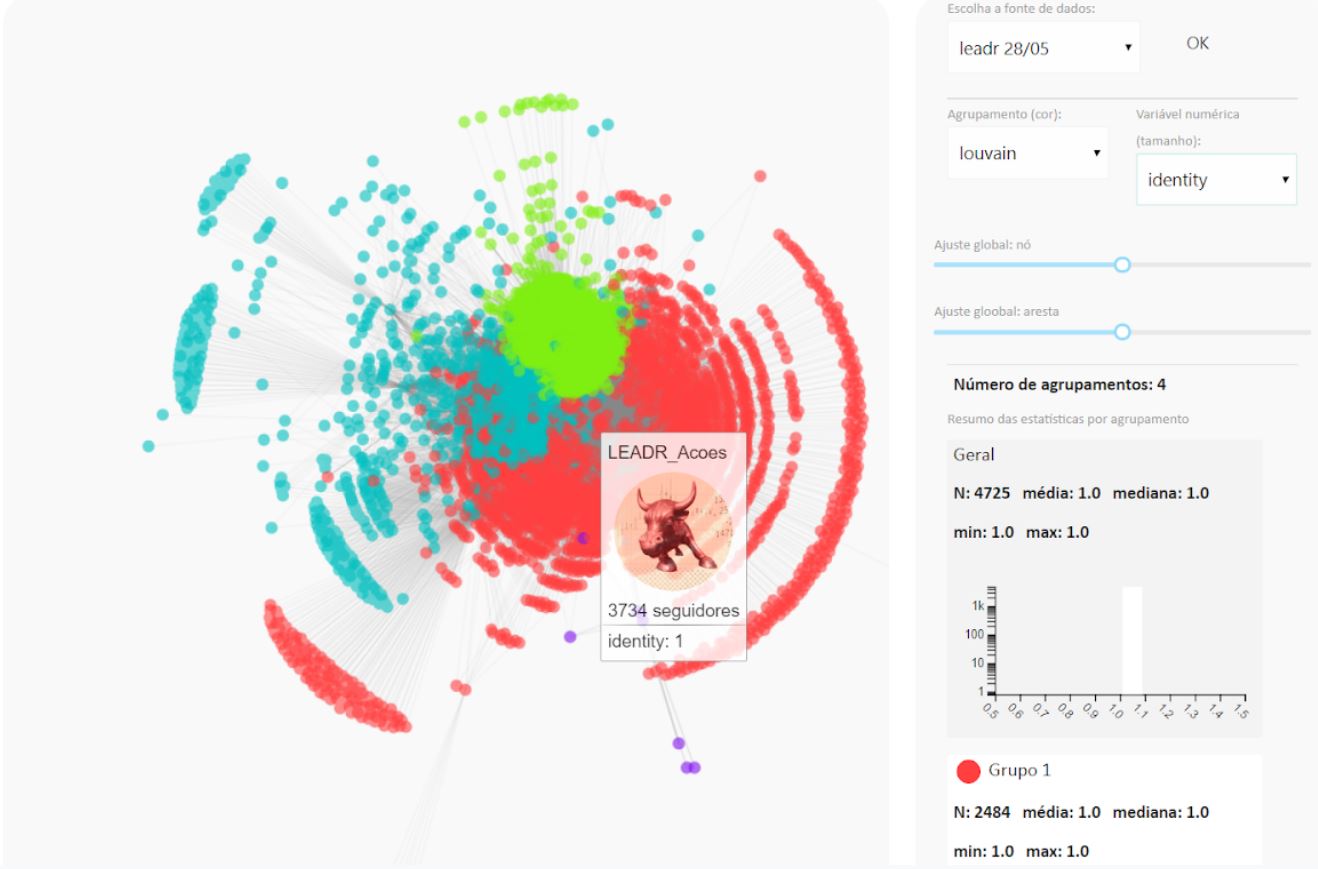 Escolha a fonte de dados:
leadr 28/05
OK
Agrupamento (cor):
Variável numérica
(tamanho):
louvain
identity
Ajuste global: nó
Ajuste gloobal: aresta
Número de agrupamentos: 4
Resumo das estatísticas por agrupamento
Geral
N: 4725 média: 1.0 mediana: 1.0
min: 1.0 max: 1.0
1k
100
10
1
0.5 0.6 0.7 0.8 0.9 1.0 1.1 1.2 1.3 1.4 1.5
Grupo 1
N: 2484 média: 1.0 mediana: 1.0
min: 1.0 max: 1.0
LEADR_Acoes
3734 seguidores
identity: 1